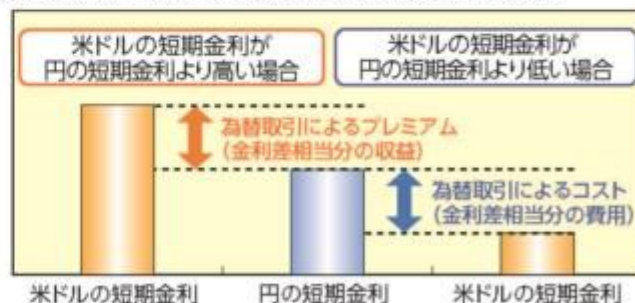 米ドルの短期金利が
円の短期金利より高い場合
米ドルの短期金利が
円の短期金利より低い場合
為替取引によるプレミアム
(金利差相当分の収益)
為替取引によるコスト
(金利差相当分の費用)
米ドルの短期金利
円の短期金利
米ドルの短期金利